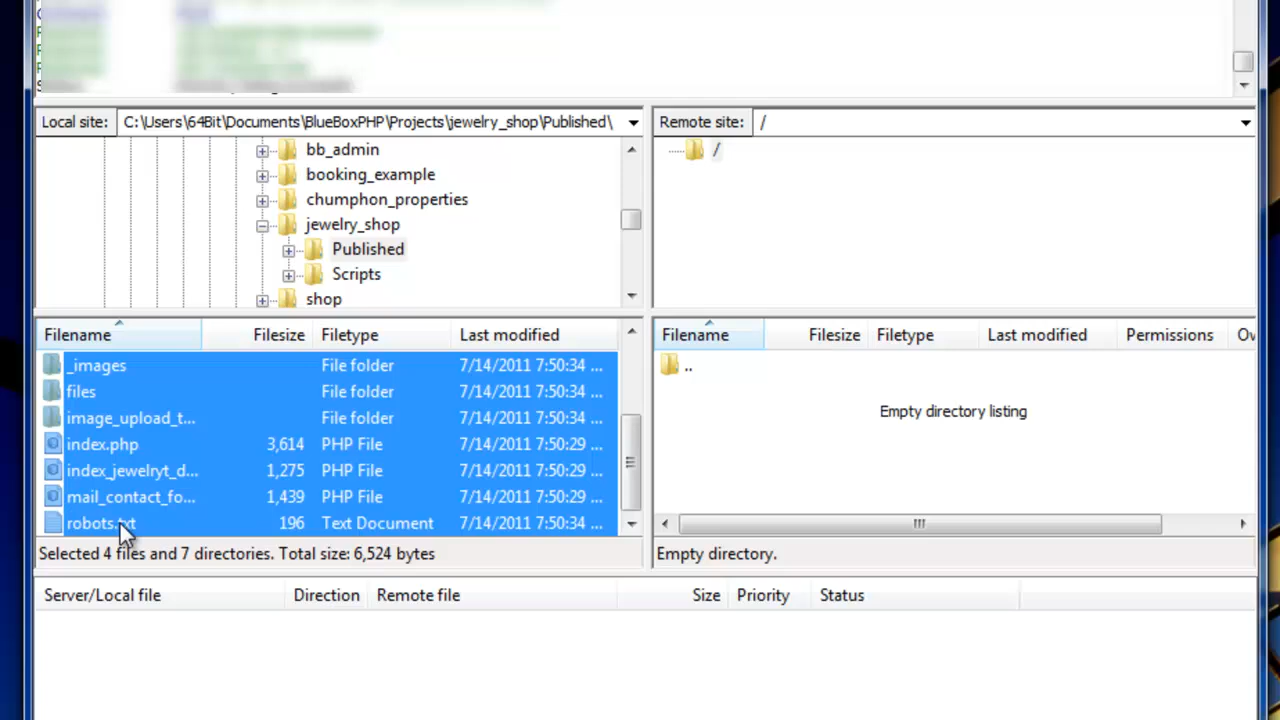 Local site: C:\Users\64Bit\Documents\BlueBoxPHP\Projects\jewelry_shop\Published\
bb_admin
booking_example
chumphon_properties
jewelry_shop
Published
Scripts
shop
Remote site: /
/
Filename Filesize Filetype Last modified
_images File folder 7/14/2011 7:50:34 ...
files File folder 7/14/2011 7:50:34 ...
image_upload_t... File folder 7/14/2011 7:50:34 ...
index.php 3,614 PHP File 7/14/2011 7:50:29 ...
index_jewelryt_d... 1,275 PHP File 7/14/2011 7:50:29 ...
mail_contact_fo... 1,439 PHP File 7/14/2011 7:50:29 ...
robots.txt 196 Text Document 7/14/2011 7:50:34 ...
Selected 4 files and 7 directories. Total size: 6,524 bytes
Filename Filesize Filetype Last modified Permissions Ow
..
Empty directory listing
Empty directory.
Server/Local file Direction Remote file Size Priority Status